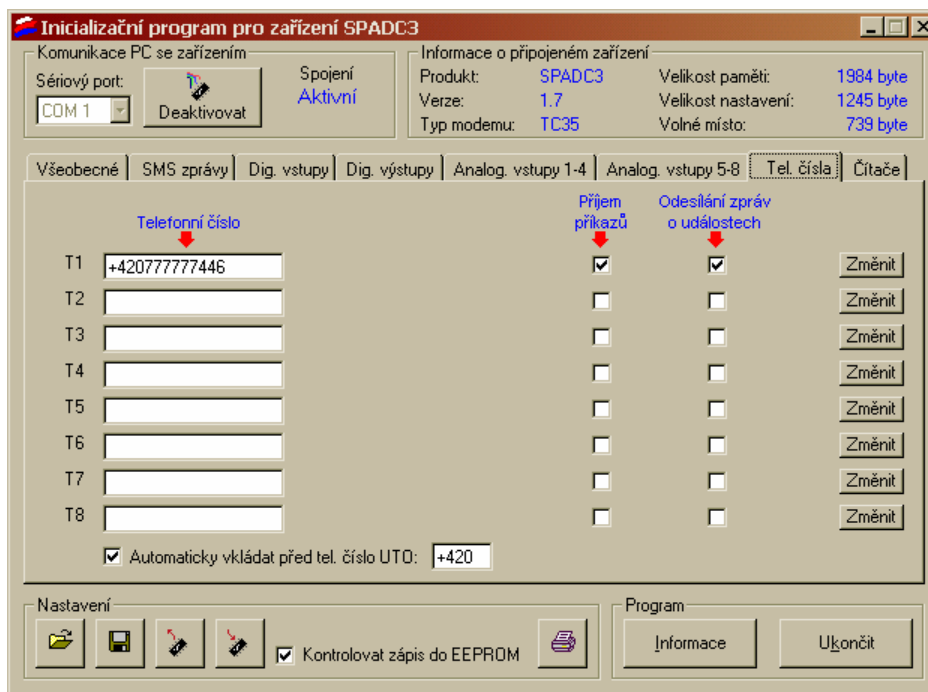 Inicializační program pro zařízení SPADC3
Komunikace PC se zařízením
Sériový port:
COM 1
Deaktivovat
Spojení
Aktivní
Informace o připojeném zařízení
Produkt: SPADC3 Velikost paměti: 1984 byte
Verze: 1.7 Velikost nastavení: 1245 byte
Typ modemu: TC35 Volné místo: 739 byte
Všeobecné SMS zprávy Dig. vstupy Dig. výstupy Analog. vstupy 1-4 Analog. vstupy 5-8 Tel. čísla Čítače
Telefonní číslo
Příjem
příkazů
Odesílání zpráv
o událostech
T1 +420777777446 Změnit
T2 Změnit
T3 Změnit
T4 Změnit
T5 Změnit
T6 Změnit
T7 Změnit
T8 Změnit
Automaticky vkládat před tel. číslo UTO: +420
Nastavení
Kontrolovat zápis do EEPROM
Program
Informace
Ukončit